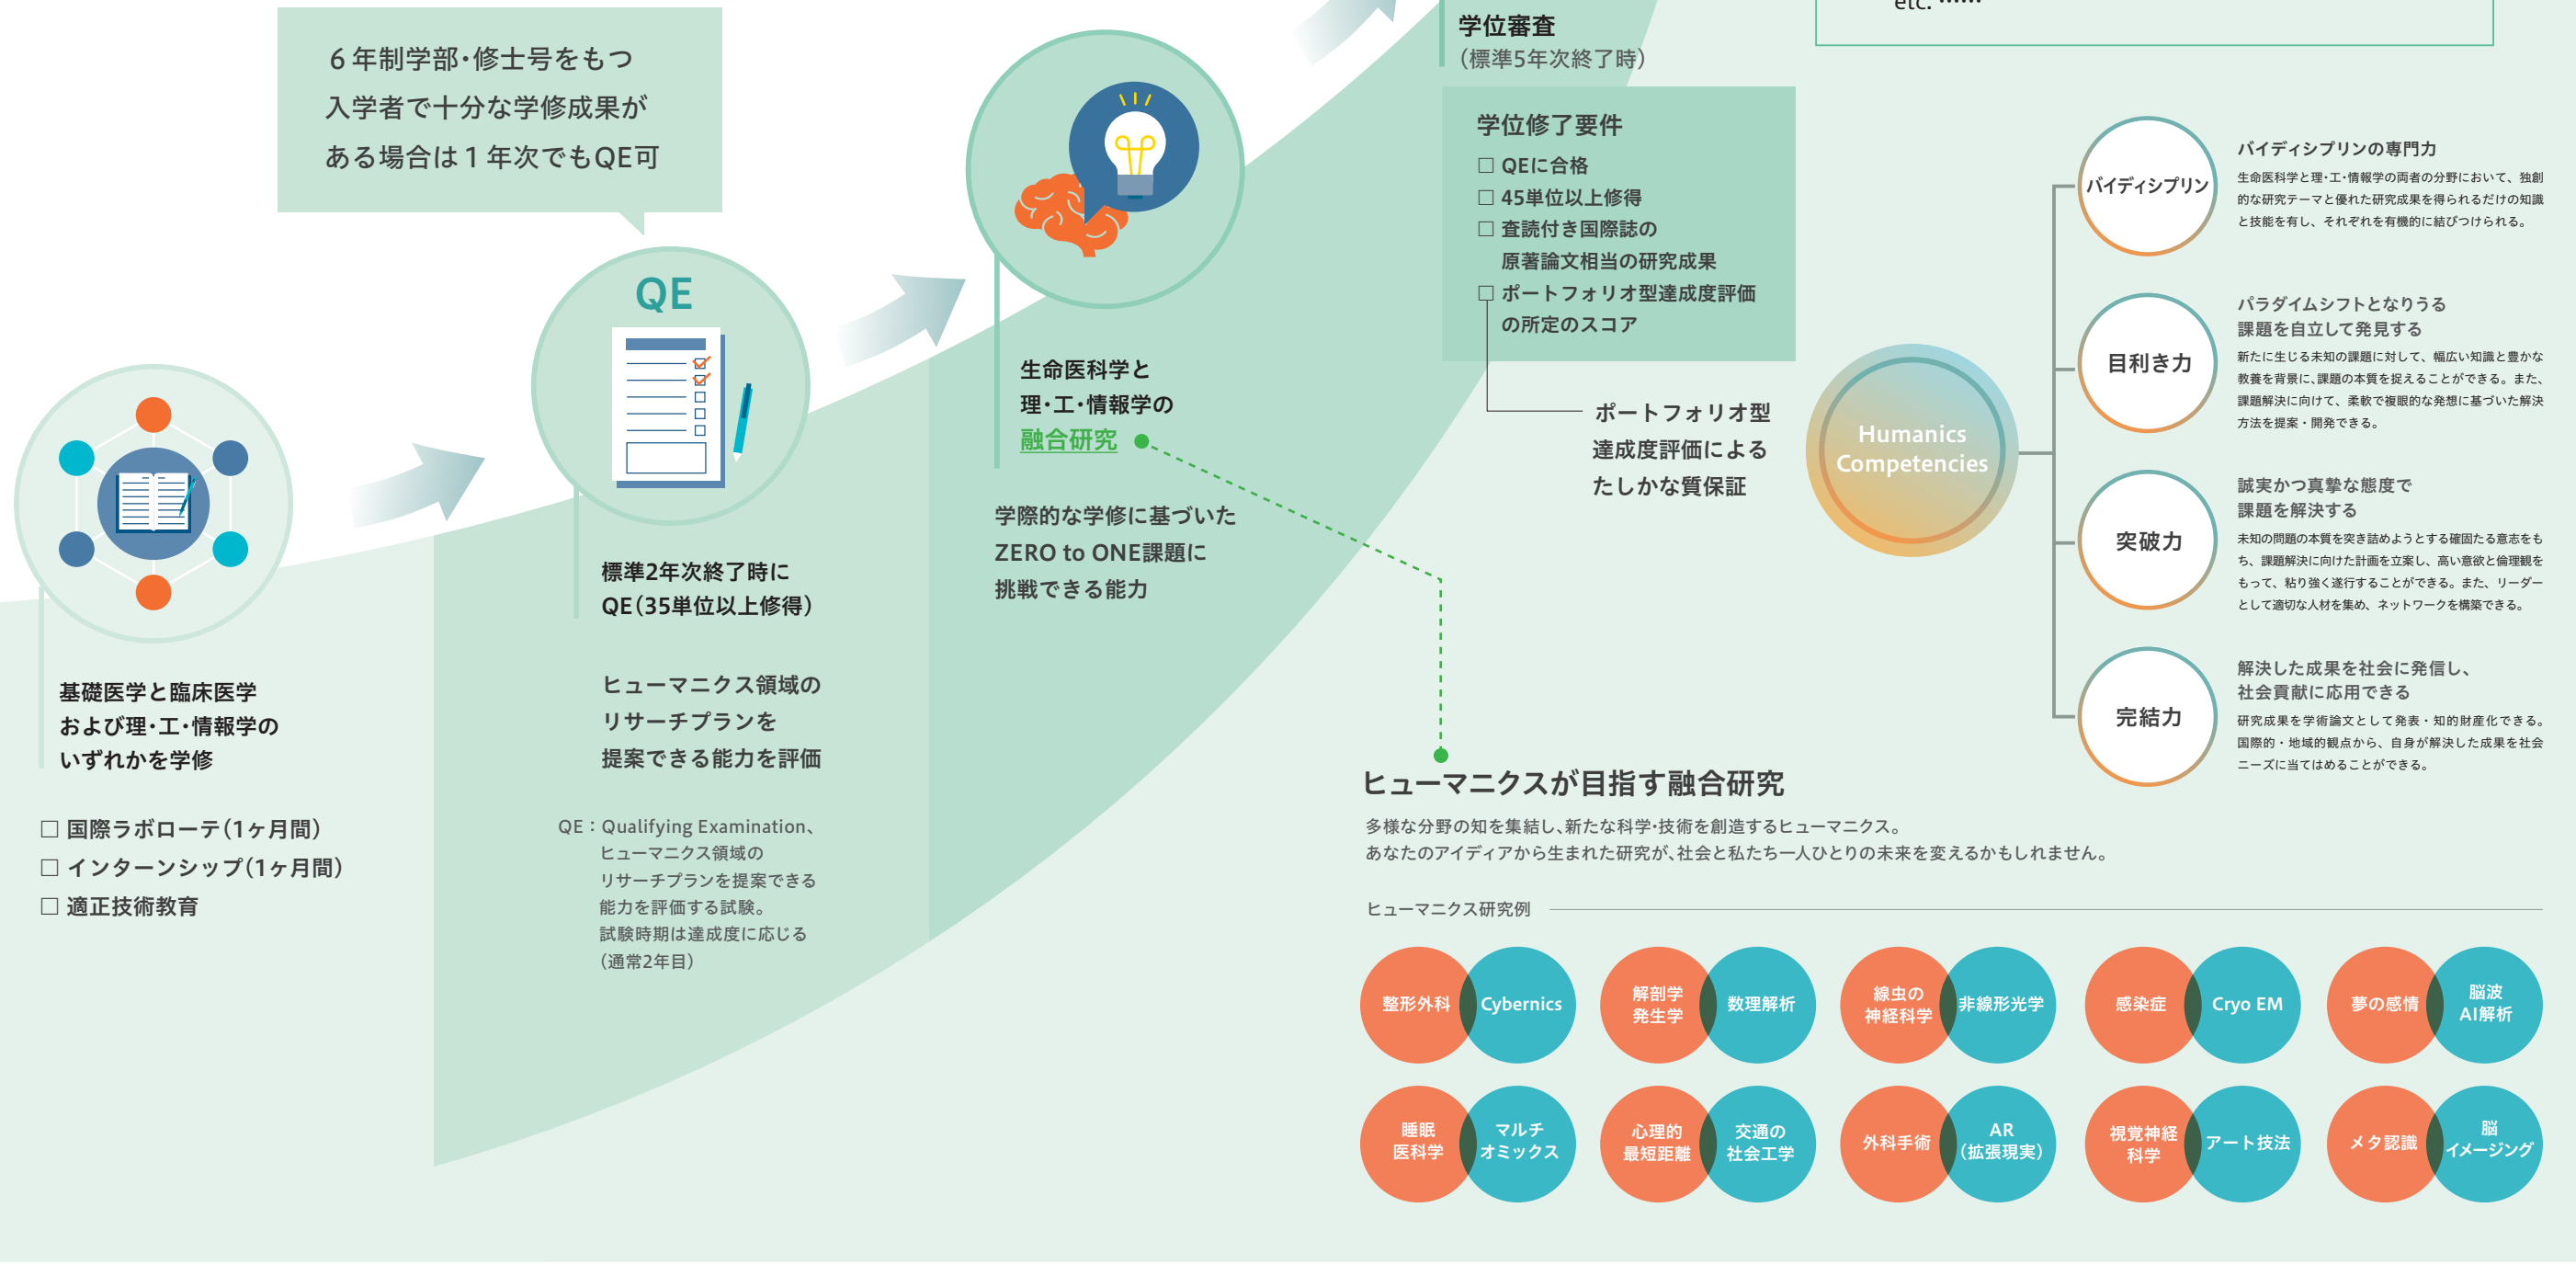 6年制学部・修士号をもつ
入学者で十分な学修成果が
ある場合は1年次でもQE可
基礎医学と臨床医学
および理・工・情報学の
いずれかを学修
□ 国際ラボローテ(1ヶ月間)
□ インターンシップ(1ヶ月間)
□ 適正技術教育
QE
標準2年次終了時に
QE(35単位以上修得)
ヒューマニクス領域の
リサーチプランを
提案できる能力を評価
QE:Qualifying Examination、
ヒューマニクス領域の
リサーチプランを提案できる
能力を評価する試験。
試験時期は達成度に応じる
(通常2年目)
生命医科学と
理・工・情報学の
融合研究
学際的な学修に基づいた
ZERO to ONE課題に
挑戦できる能力
学位審査
(標準5年次終了時)
学位修了要件
□ QEに合格
□ 45単位以上修得
□ 査読付き国際誌の
原著論文相当の研究成果
□ ポートフォリオ型達成度評価
の所定のスコア
ポートフォリオ型
達成度評価による
たしかな質保証
etc. ……
Humanics
Competencies
バイディシプリン
バイディシプリンの専門力
生命医科学と理・工・情報学の両者の分野において、独創
的な研究テーマと優れた研究成果を得られるだけの知識
と技能を有し、それぞれを有機的に結びつけられる。
目利き力
パラダイムシフトとなりうる
課題を自立して発見する
新たに生じる未知の課題に対して、幅広い知識と豊かな
教養を背景に、課題の本質を捉えることができる。また、
課題解決に向けて、柔軟で複眼的な発想に基づいた解決
方法を提案・開発できる。
突破力
誠実かつ真摯な態度で
課題を解決する
未知の問題の本質を突き詰めようとする確固たる意志をも
ち、課題解決に向けた計画を立案し、高い意欲と倫理観を
もって、粘り強く遂行することができる。また、リーダー
として適切な人材を集め、ネットワークを構築できる。
完結力
解決した成果を社会に発信し、
社会貢献に応用できる
研究成果を学術論文として発表・知的財産化できる。
国際的・地域的観点から、自身が解決した成果を社会
ニーズに当てはめることができる。
ヒューマニクスが目指す融合研究
多様な分野の知を集結し、新たな科学・技術を創造するヒューマニクス。
あなたのアイディアから生まれた研究が、社会と私たち一人ひとりの未来を変えるかもしれません。
ヒューマニクス研究例
整形外科
Cybernics
解剖学
発生学
数理解析
線虫の
神経科学
非線形光学
感染症
Cryo EM
夢の感情
脳波
AI解析
睡眠
医科学
マルチ
オミックス
心理的
最短距離
交通の
社会工学
外科手術
AR
(拡張現実)
視覚神経
科学
アート技法
メタ認識
脳
イメージング